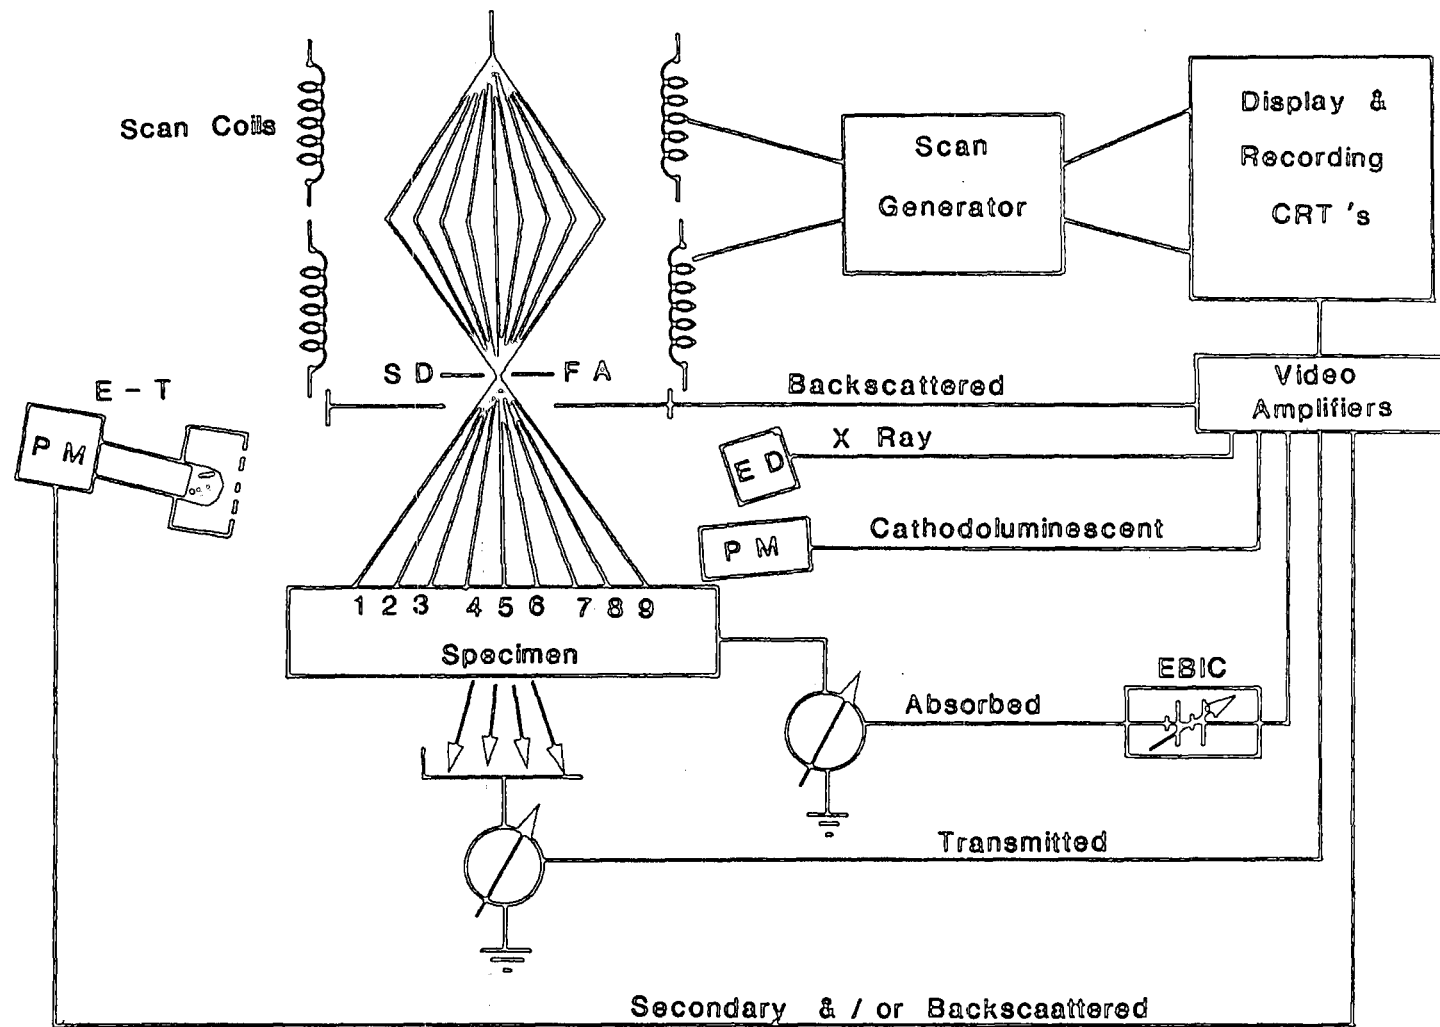 Scan Coils
Scan
Generator
Display &
Recording
CRT's
S D
F A
E - T
P M
Backscattered
Video
Amplifiers
X Ray
E D
Cathodoluminescent
P M
1 2 3 4 5 6 7 8 9
Specimen
EBIC
Absorbed
Transmitted
Secondary & / or Backscaattered